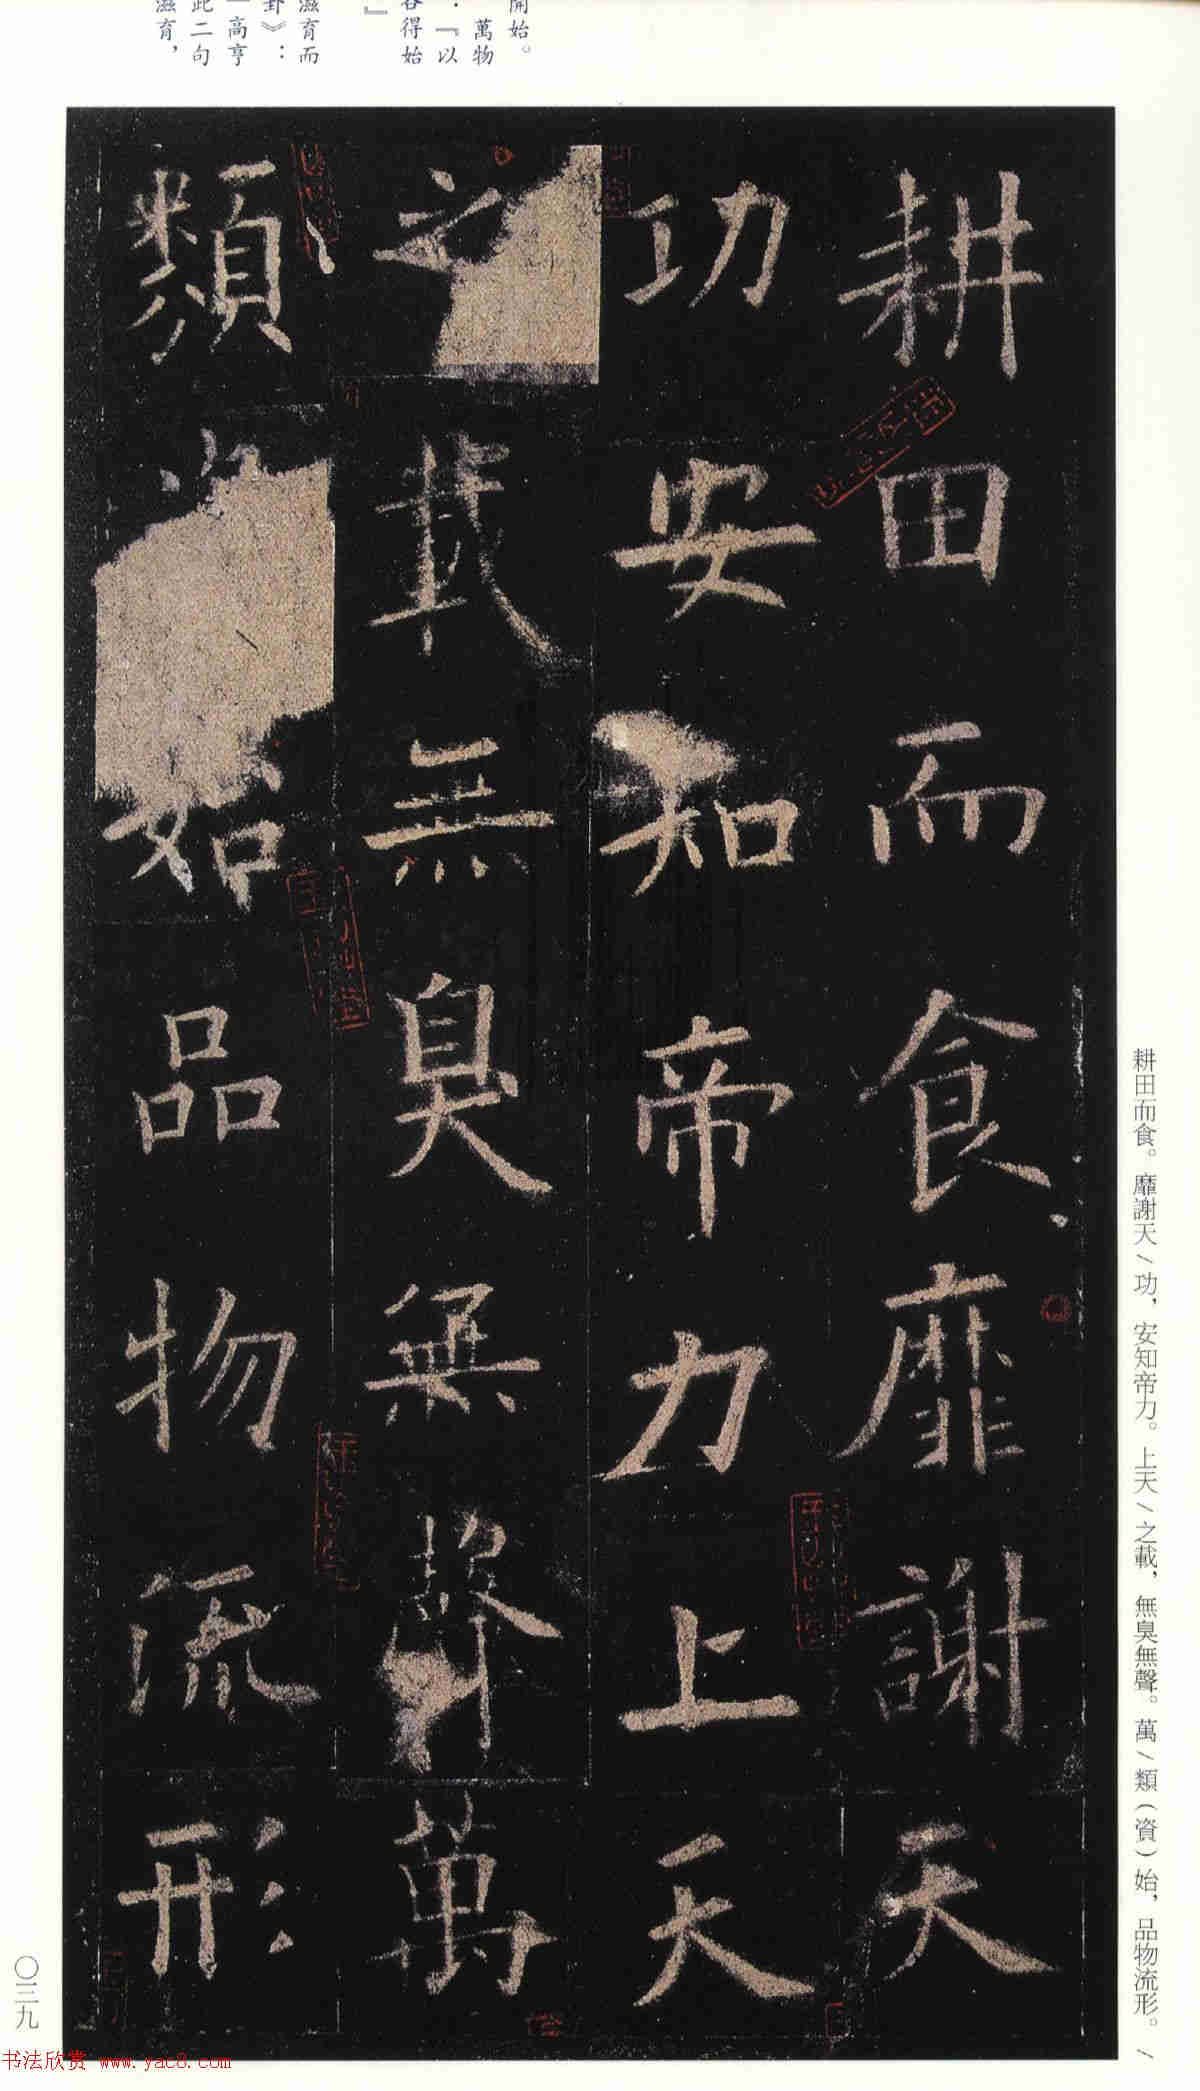 開始。
萬物
：『以
各得始
』
滋育而
卦》：
一高亨
此二句
滋育，
耕田而食靡謝天
功安知帝力上天
之載無臭無聲萬
類始品物流形
耕田而食。靡謝天／功，安知帝力。上天／之載，無臭無聲。萬／類（資）始，品物流形。／
〇三九
书法欣赏 www.yac8.com